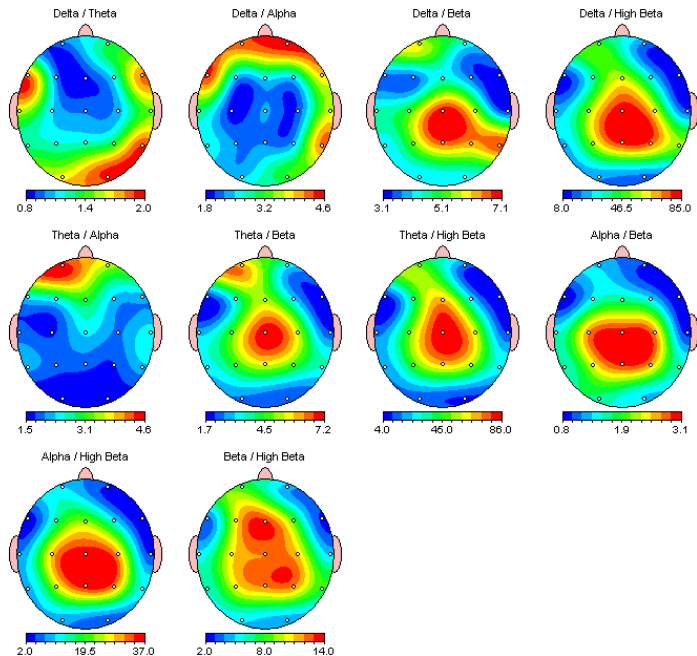 Delta / Theta
Delta / Alpha
Delta / Beta
Delta / High Beta
0.8 1.4 2.0
1.8 3.2 4.6
3.1 5.1 7.1
8.0 46.5 85.0
Theta / Alpha
Theta / Beta
Theta / High Beta
Alpha / Beta
1.5 3.1 4.6
1.7 4.5 7.2
4.0 45.0 86.0
0.8 1.9 3.1
Alpha / High Beta
Beta / High Beta
2.0 19.5 37.0
2.0 8.0 14.0